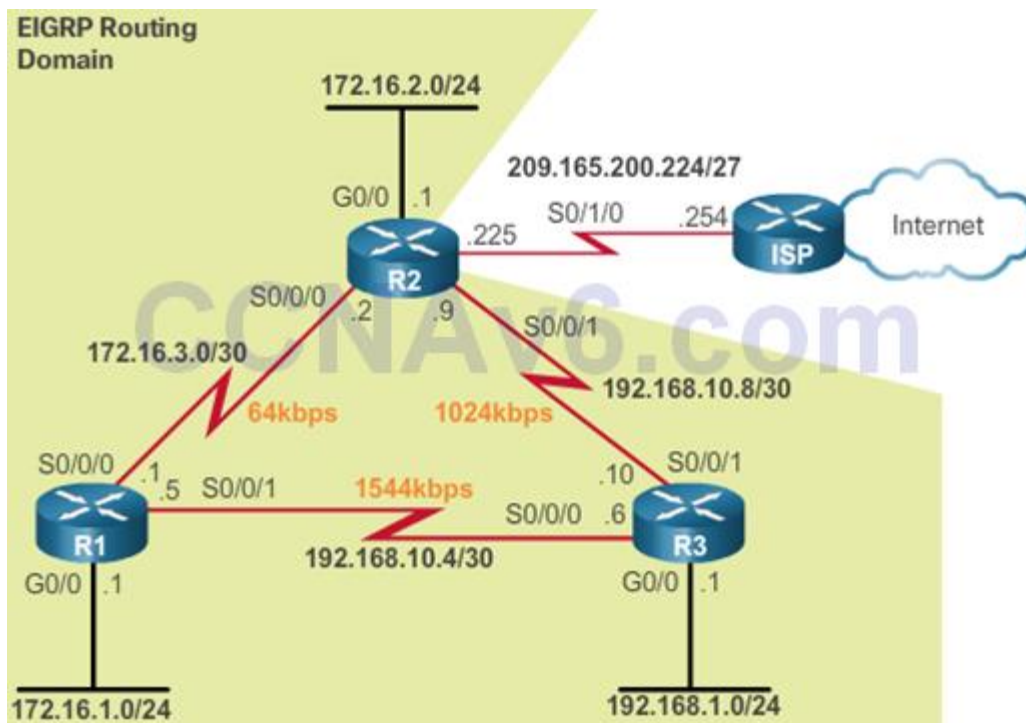 EIGRP Routing
Domain
172.16.2.0/24
209.165.200.224/27
G0/0
.1
S0/1/0
.254
.225
Internet
ISP
R2
S0/0/0
.2
.9
S0/0/1
CCNAv6.com
172.16.3.0/30
192.168.10.8/30
64kbps
1024kbps
S0/0/0
.1
.5
S0/0/1
1544kbps
.10
S0/0/1
S0/0/0
.6
R1
192.168.10.4/30
R3
G0/0
.1
G0/0
.1
172.16.1.0/24
192.168.1.0/24